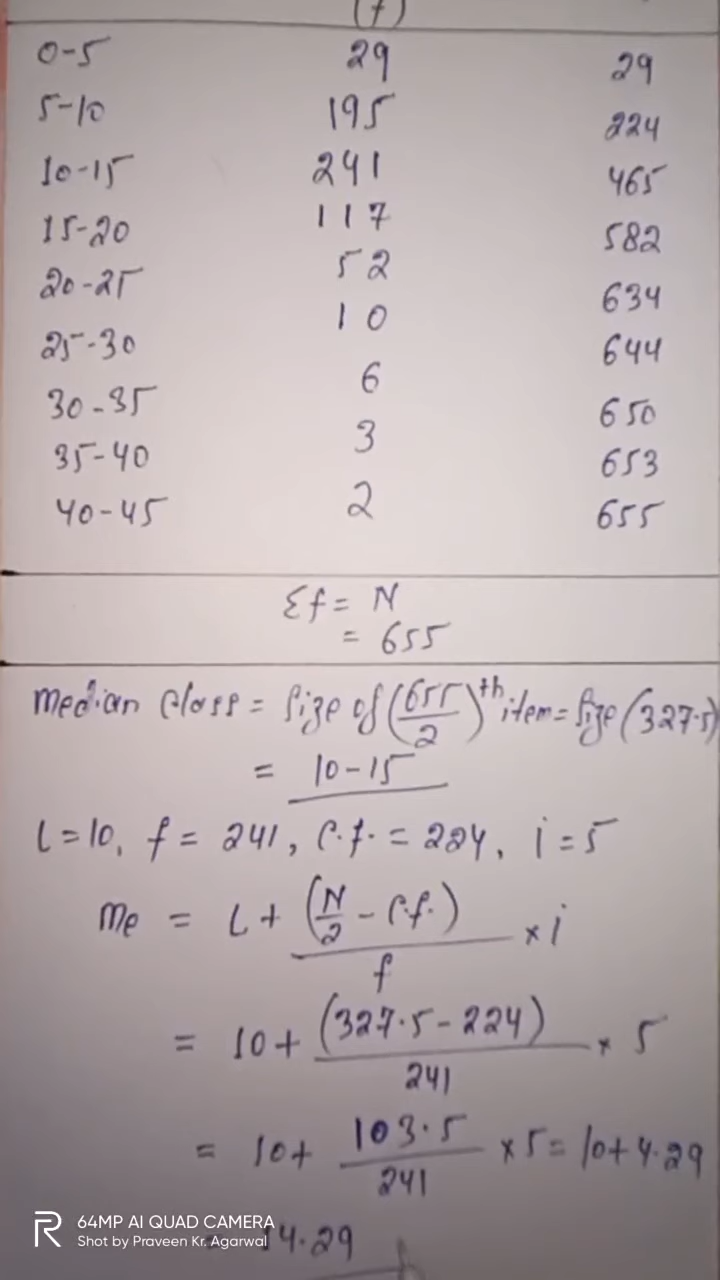 (f)
0-5 29 29
5-10 195 224
10-15 241 465
15-20 117 582
20-25 52 634
25-30 10 644
30-35 6 650
35-40 3 653
40-45 2 655
Σf = N
= 655
Median Class = Size of (655/2)th item = Size (327.5)
= 10-15
L = 10, f = 241, C.f. = 224, i = 5
Me = L + (N/2 - C.f.)/f × i
= 10 + (327.5 - 224)/241 × 5
= 10 + 103.5/241 × 5 = 10 + 4.29
= 14.29
64MP AI QUAD CAMERA
Shot by Praveen Kr. Agarwal